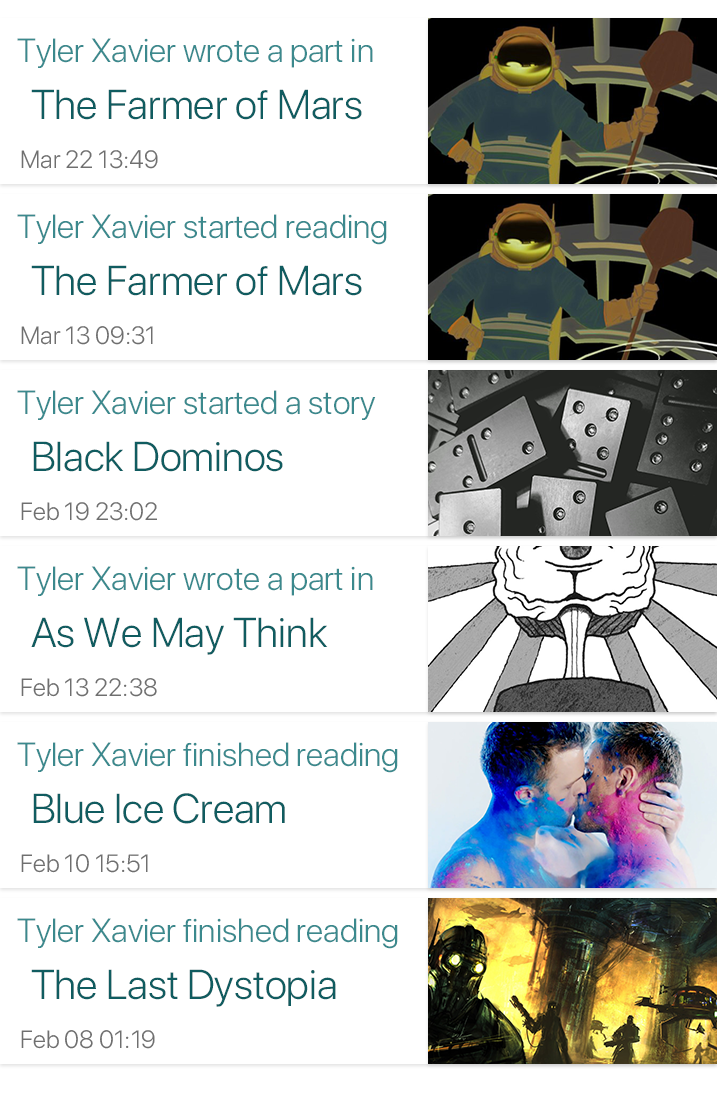 Tyler Xavier wrote a part in
The Farmer of Mars
Mar 22 13:49
Tyler Xavier started reading
The Farmer of Mars
Mar 13 09:31
Tyler Xavier started a story
Black Dominos
Feb 19 23:02
Tyler Xavier wrote a part in
As We May Think
Feb 13 22:38
Tyler Xavier finished reading
Blue Ice Cream
Feb 10 15:51
Tyler Xavier finished reading
The Last Dystopia
Feb 08 01:19